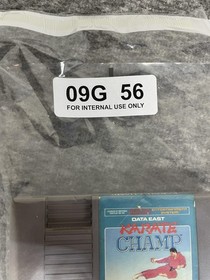 09G 56
FOR INTERNAL USE ONLY
DATA EAST
KARATE
CHAMP